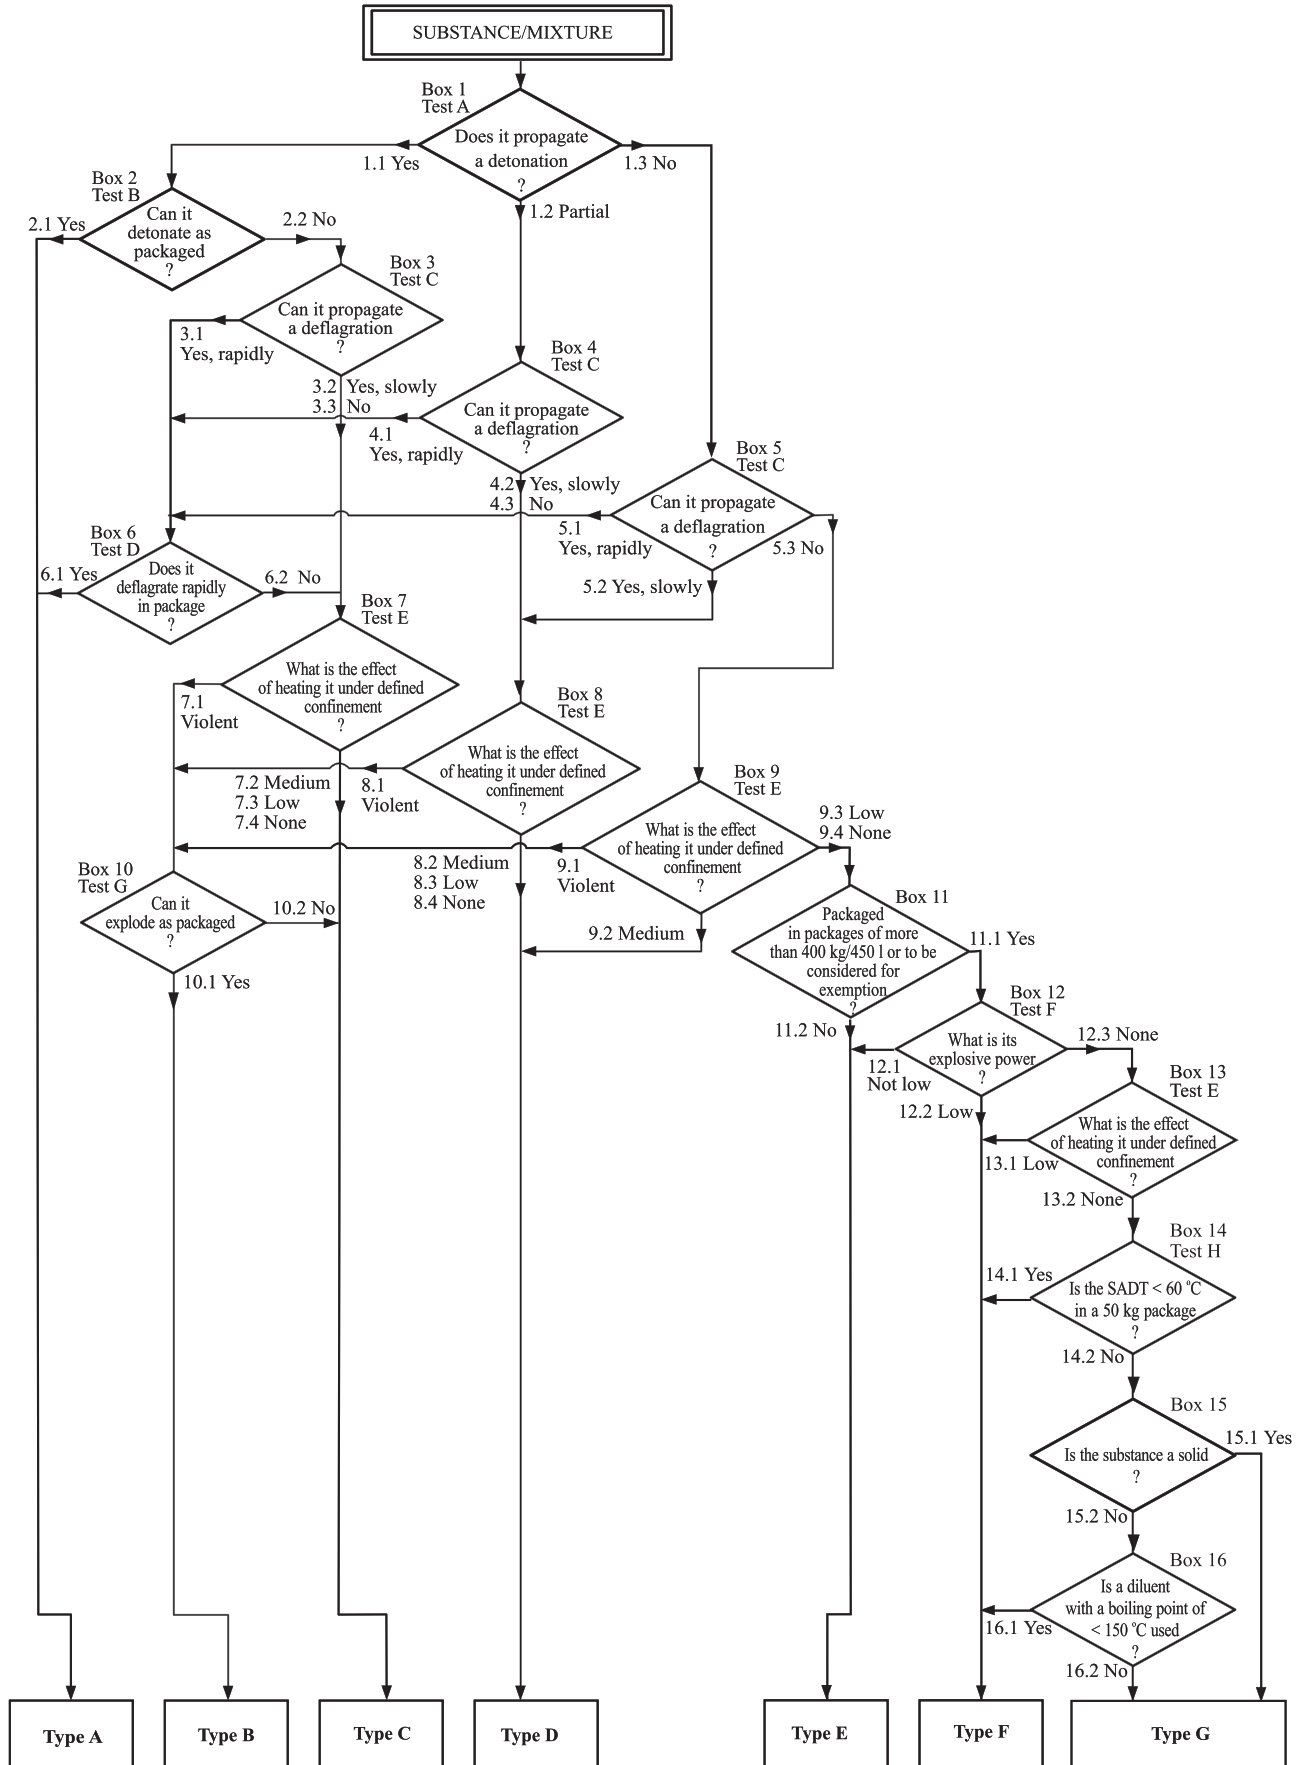 SUBSTANCE/MIXTURE
Box 1
Test A
Does it propagate
a detonation
?
1.1 Yes
1.3 No
1.2 Partial
Box 2
Test B
Can it
detonate as
packaged
?
2.1 Yes
2.2 No
Box 3
Test C
Can it propagate
a deflagration
?
3.1
Yes, rapidly
3.2 Yes, slowly
3.3 No
Box 4
Test C
Can it propagate
a deflagration
?
4.1
Yes, rapidly
4.2 Yes, slowly
4.3 No
Box 5
Test C
Can it propagate
a deflagration
?
5.1
Yes, rapidly
5.3 No
5.2 Yes, slowly
Box 6
Test D
Does it
deflagrate rapidly
in package
?
6.1 Yes
6.2 No
Box 7
Test E
What is the effect
of heating it under defined
confinement
?
7.1
Violent
7.2 Medium
7.3 Low
7.4 None
Box 8
Test E
What is the effect
of heating it under defined
confinement
?
8.1
Violent
8.2 Medium
8.3 Low
8.4 None
Box 9
Test E
What is the effect
of heating it under defined
confinement
?
9.3 Low
9.4 None
9.1
Violent
9.2 Medium
Box 10
Test G
Can it
explode as packaged
?
10.2 No
10.1 Yes
Box 11
Packaged
in packages of more
than 400 kg/450 l or to be
considered for
exemption
?
11.1 Yes
11.2 No
Box 12
Test F
What is its
explosive power
?
12.3 None
12.1
Not low
12.2 Low
Box 13
Test E
What is the effect
of heating it under defined
confinement
?
13.1 Low
13.2 None
Box 14
Test H
Is the SADT < 60 °C
in a 50 kg package
?
14.1 Yes
14.2 No
Box 15
Is the substance a solid
?
15.1 Yes
15.2 No
Box 16
Is a diluent
with a boiling point of
< 150 °C used
?
16.1 Yes
16.2 No
Type A
Type B
Type C
Type D
Type E
Type F
Type G